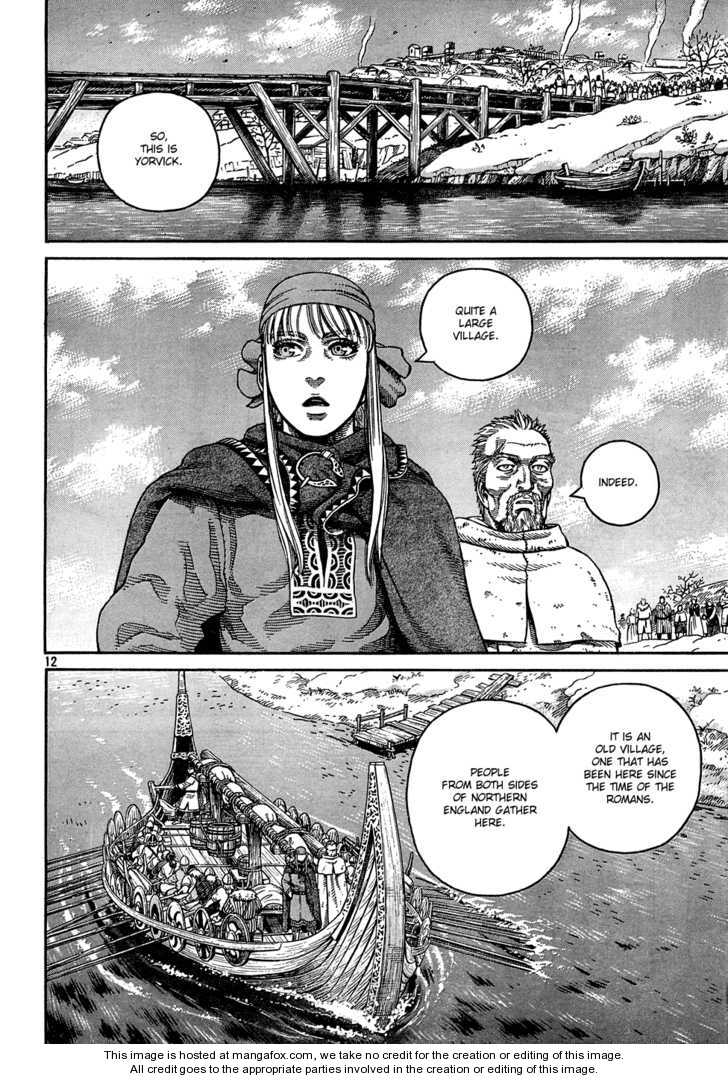 SO,
THIS IS
YORVICK.
QUITE A
LARGE
VILLAGE.
INDEED.
12
IT IS AN
OLD VILLAGE,
ONE THAT HAS
BEEN HERE SINCE
THE TIME OF THE
ROMANS.
PEOPLE
FROM BOTH SIDES
OF NORTHERN
ENGLAND GATHER
HERE.
This image is hosted at mangafox.com, we take no credit for the creation or editing of this image.
All credit goes to the appropriate parties involved in the creation or editing of this image.